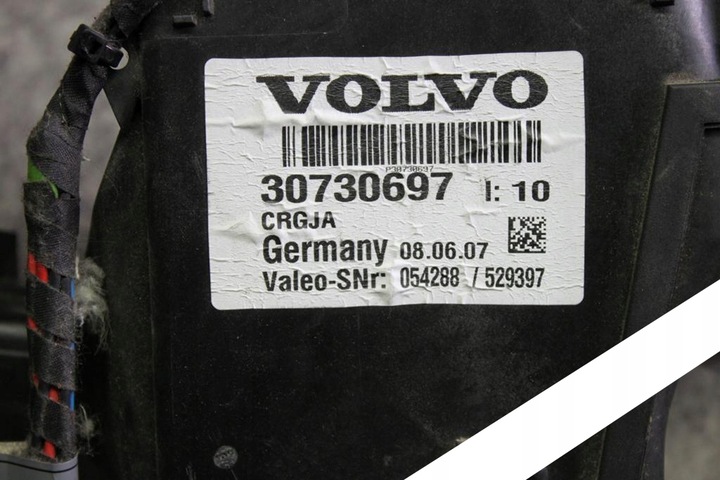 VOLVO
P30730697
30730697 I: 10
CRGJA
Germany 08.06.07
Valeo-SNr: 054288 / 529397